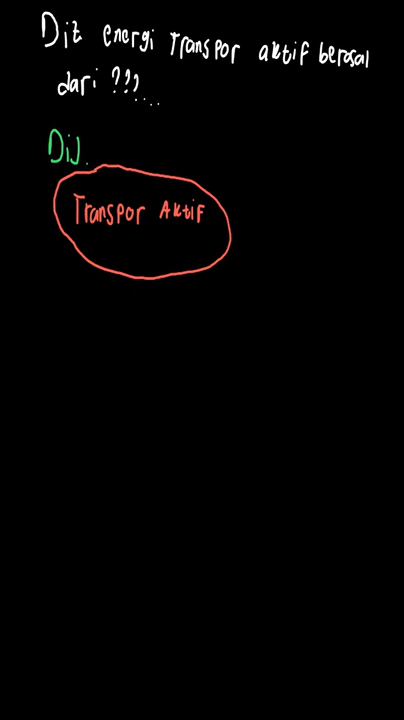 Dit energi Transpor aktif berasal
dari ???....
Dij.
Transpor Aktif